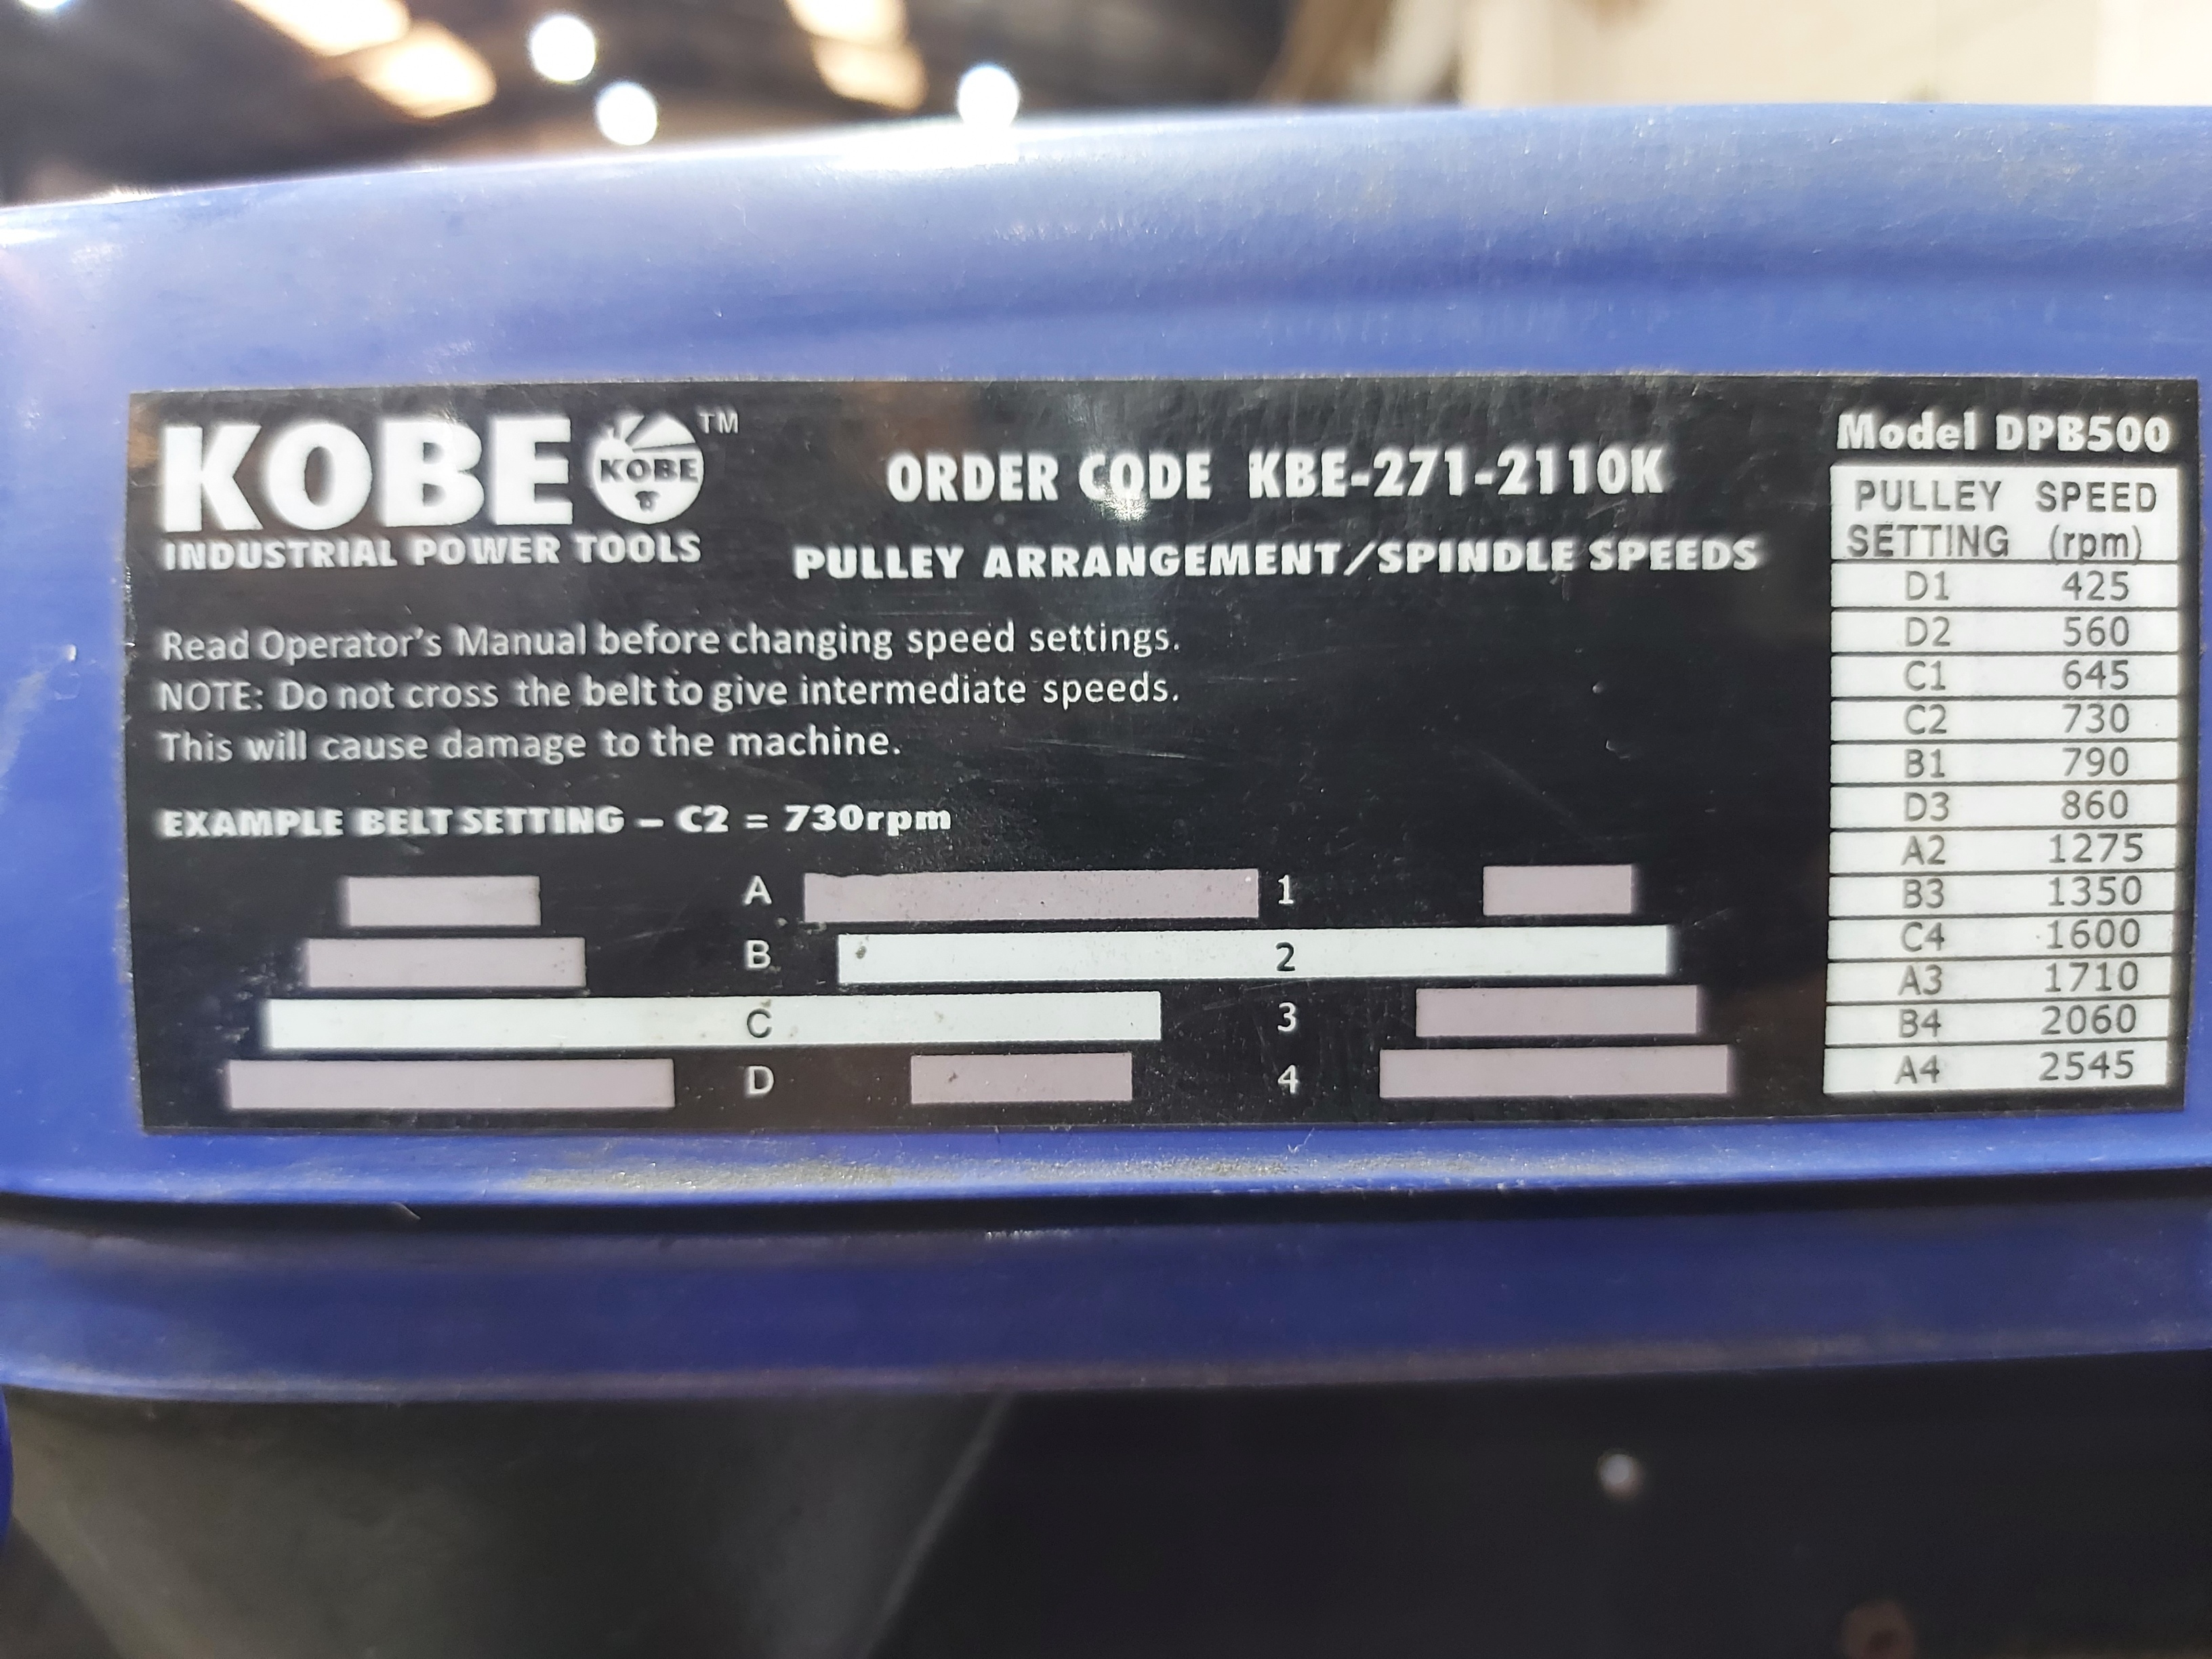 KOBE KOBE TM
INDUSTRIAL POWER TOOLS
ORDER CODE KBE-271-2110K
PULLEY ARRANGEMENT/SPINDLE SPEEDS
Read Operator's Manual before changing speed settings.
NOTE: Do not cross the belt to give intermediate speeds.
This will cause damage to the machine.
EXAMPLE BELT SETTING – C2 = 730rpm
A 1
B 2
C 3
D 4
Model DPB500
PULLEY SPEED
SETTING (rpm)
D1 425
D2 560
C1 645
C2 730
B1 790
D3 860
A2 1275
B3 1350
C4 1600
A3 1710
B4 2060
A4 2545